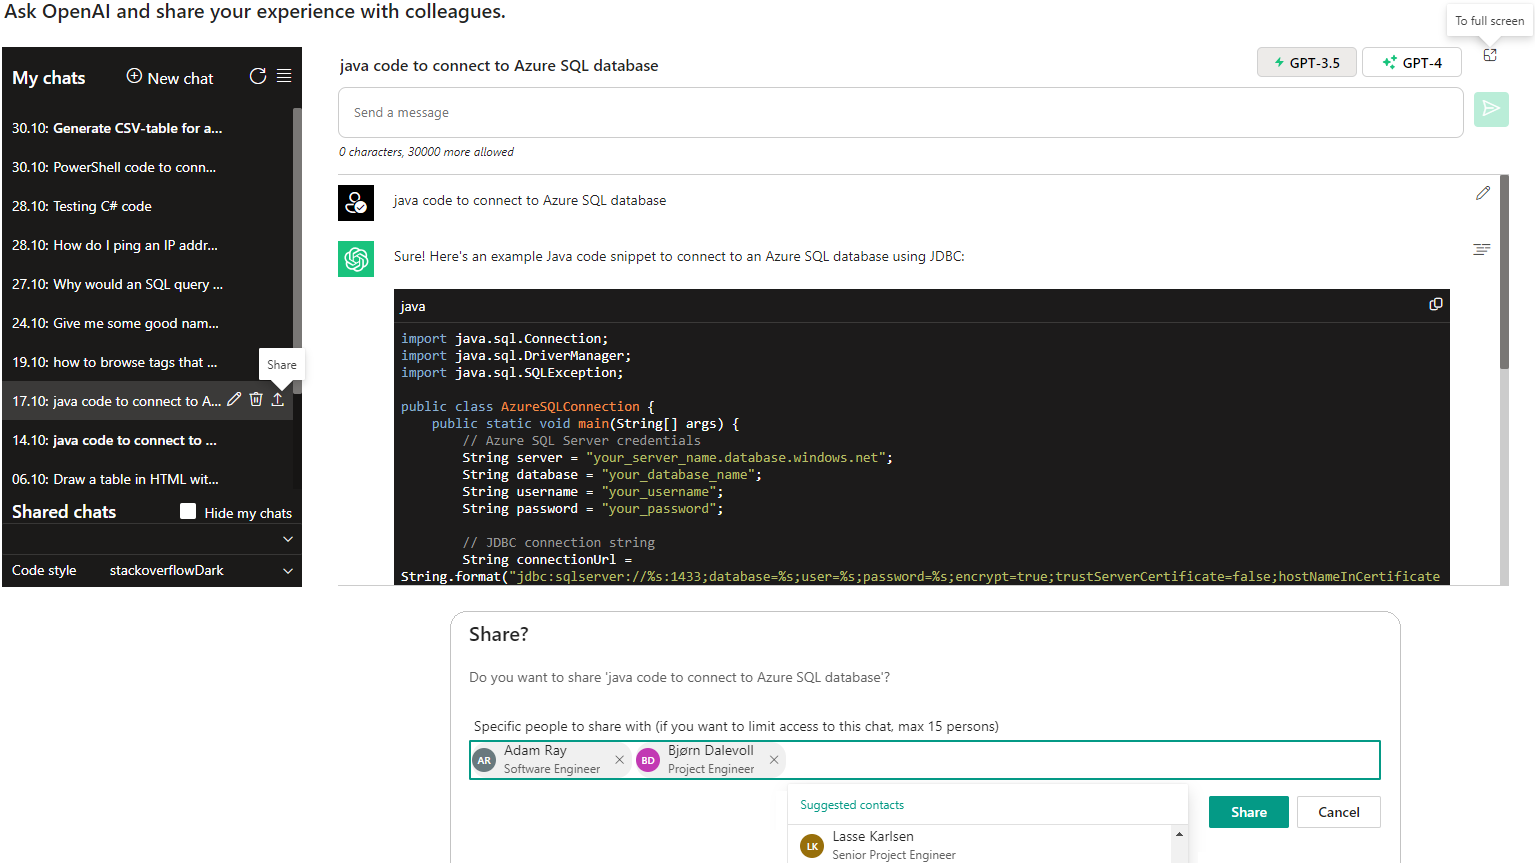 Ask OpenAI and share your experience with colleagues.
To full screen
My chats
New chat
30.10: Generate CSV-table for a...
30.10: PowerShell code to conn...
28.10: Testing C# code
28.10: How do I ping an IP addr...
27.10: Why would an SQL query ...
24.10: Give me some good nam...
19.10: how to browse tags that ...
Share
17.10: java code to connect to A...
14.10: java code to connect to ...
06.10: Draw a table in HTML wit...
Shared chats
Hide my chats
Code style
stackoverflowDark
java code to connect to Azure SQL database
GPT-3.5
GPT-4
Send a message
0 characters, 30000 more allowed
java code to connect to Azure SQL database
Sure! Here's an example Java code snippet to connect to an Azure SQL database using JDBC:
java
import java.sql.Connection;
import java.sql.DriverManager;
import java.sql.SQLException;
public class AzureSQLConnection {
public static void main(String[] args) {
// Azure SQL Server credentials
String server = "your_server_name.database.windows.net";
String database = "your_database_name";
String username = "your_username";
String password = "your_password";
// JDBC connection string
String connectionUrl =
String.format("jdbc:sqlserver://%s:1433;database=%s;user=%s;password=%s;encrypt=true;trustServerCertificate=false;hostNameInCertificate
Share?
Do you want to share 'java code to connect to Azure SQL database'?
Specific people to share with (if you want to limit access to this chat, max 15 persons)
AR
Adam Ray
Software Engineer
BD
Bjørn Dalevoll
Project Engineer
Suggested contacts
LK
Lasse Karlsen
Senior Project Engineer
Share
Cancel